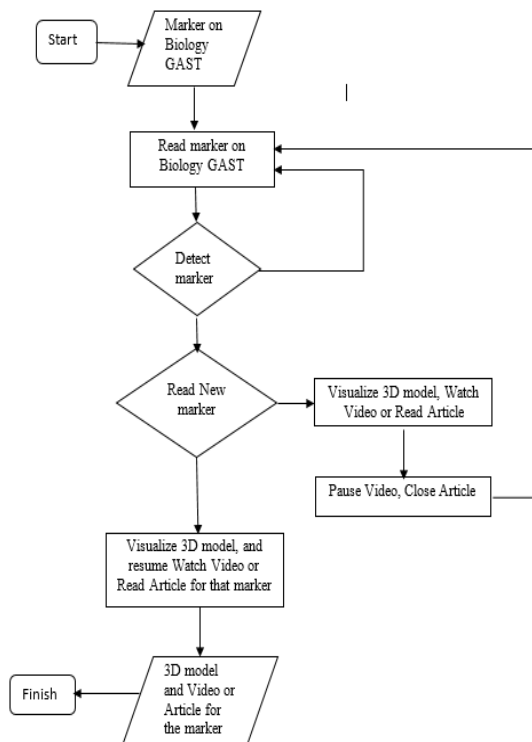 Start
Marker on
Biology
GAST
Read marker on
Biology GAST
Detect
marker
Read New
marker
Visualize 3D model, Watch
Video or Read Article
Pause Video, Close Article
Visualize 3D model, and
resume Watch Video or
Read Article for that marker
3D model
and Video or
Article for
the marker
Finish